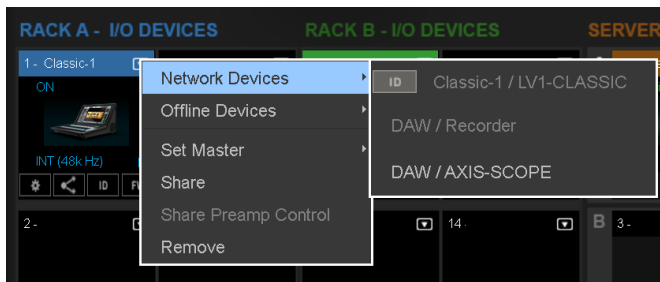 RACK A - I/O DEVICES
RACK B - I/O DEVICES
SERVER
1 - Classic-1
ON
INT (48k Hz)
ID
Network Devices
Offline Devices
Set Master
Share
Share Preamp Control
Remove
ID
Classic-1 / LV1-CLASSIC
DAW / Recorder
DAW / AXIS-SCOPE
2 -
14
B
3 -